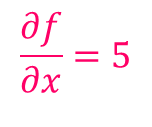 ∂f/∂x = 5